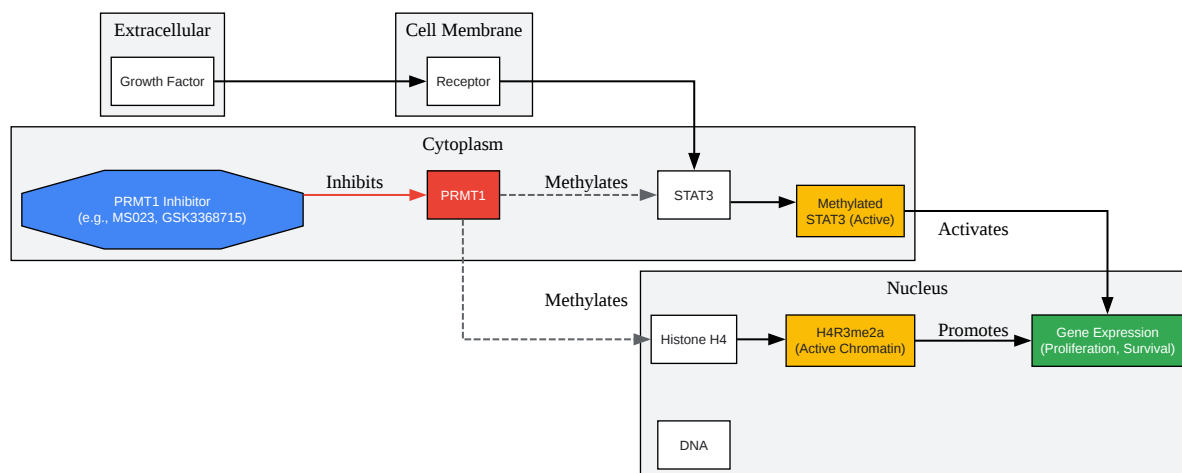 Extracellular
Growth Factor
Cell Membrane
Receptor
Cytoplasm
PRMT1 Inhibitor
(e.g., MS023, GSK3368715)
Inhibits
PRMT1
Methylates
STAT3
Methylated
STAT3 (Active)
Activates
Methylates
Nucleus
Histone H4
H4R3me2a
(Active Chromatin)
Promotes
Gene Expression
(Proliferation, Survival)
DNA